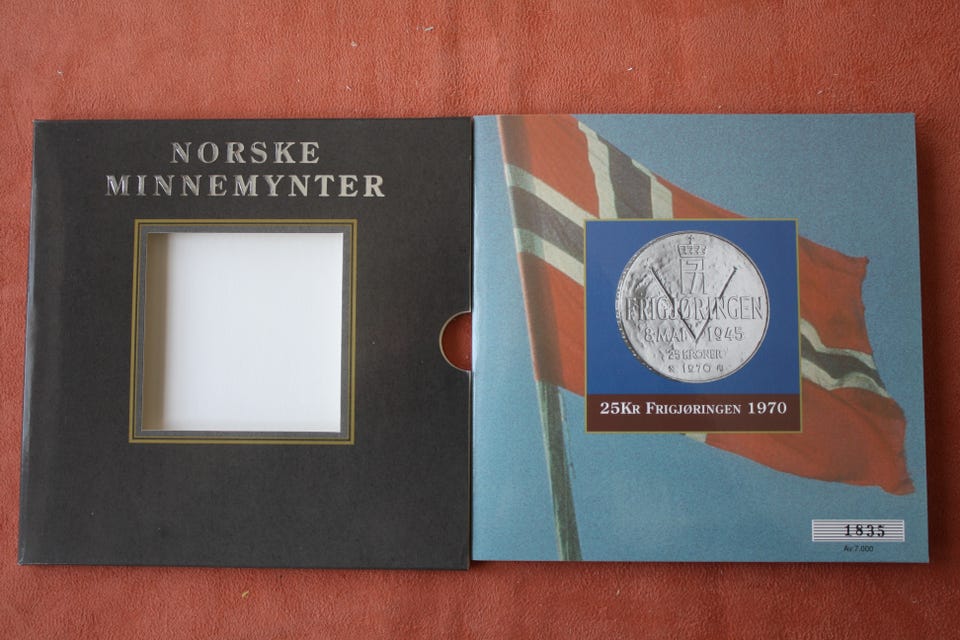 NORSKE
MINNEMYNTER
FRIGJØRINGEN
8 MAI 1945
25 KRONER
1970
25KR FRIGJØRINGEN 1970
1835
Av 7.000